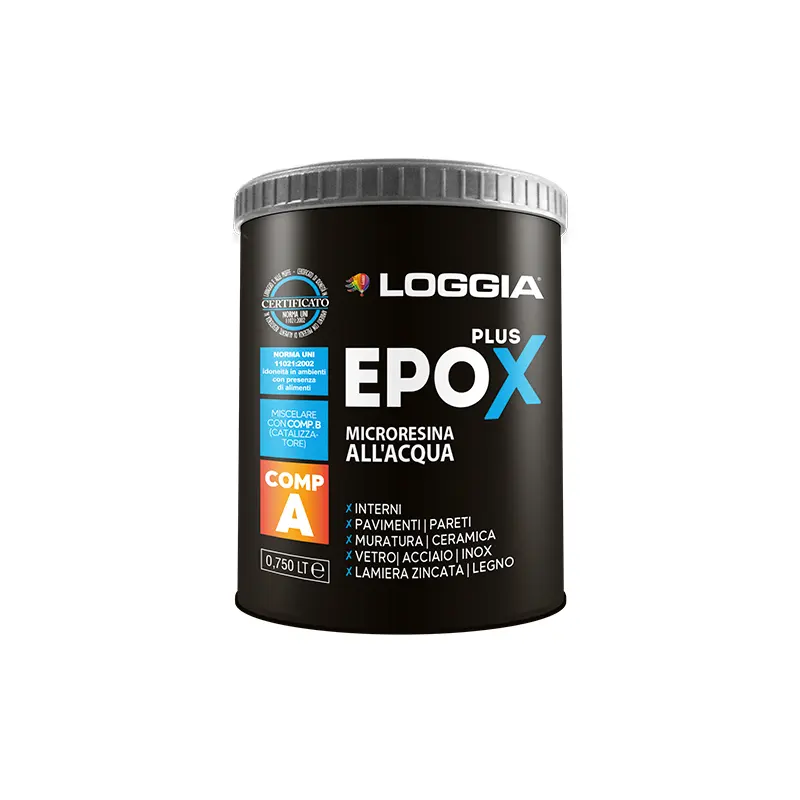 LOGGIA®
PLUS
EPOX
MICRORESINA
ALL'ACQUA
CERTIFICATO
NORMA UNI
11021:2002
NORMA UNI
11021:2002
idoneità in ambienti
con presenza
di alimenti
MISCELARE
CON COMP.B
(CATALIZZA-
TORE)
COMP
A
0,750 LT ℮
X INTERNI
X PAVIMENTI | PARETI
X MURATURA | CERAMICA
X VETRO | ACCIAIO | INOX
X LAMIERA ZINCATA | LEGNO